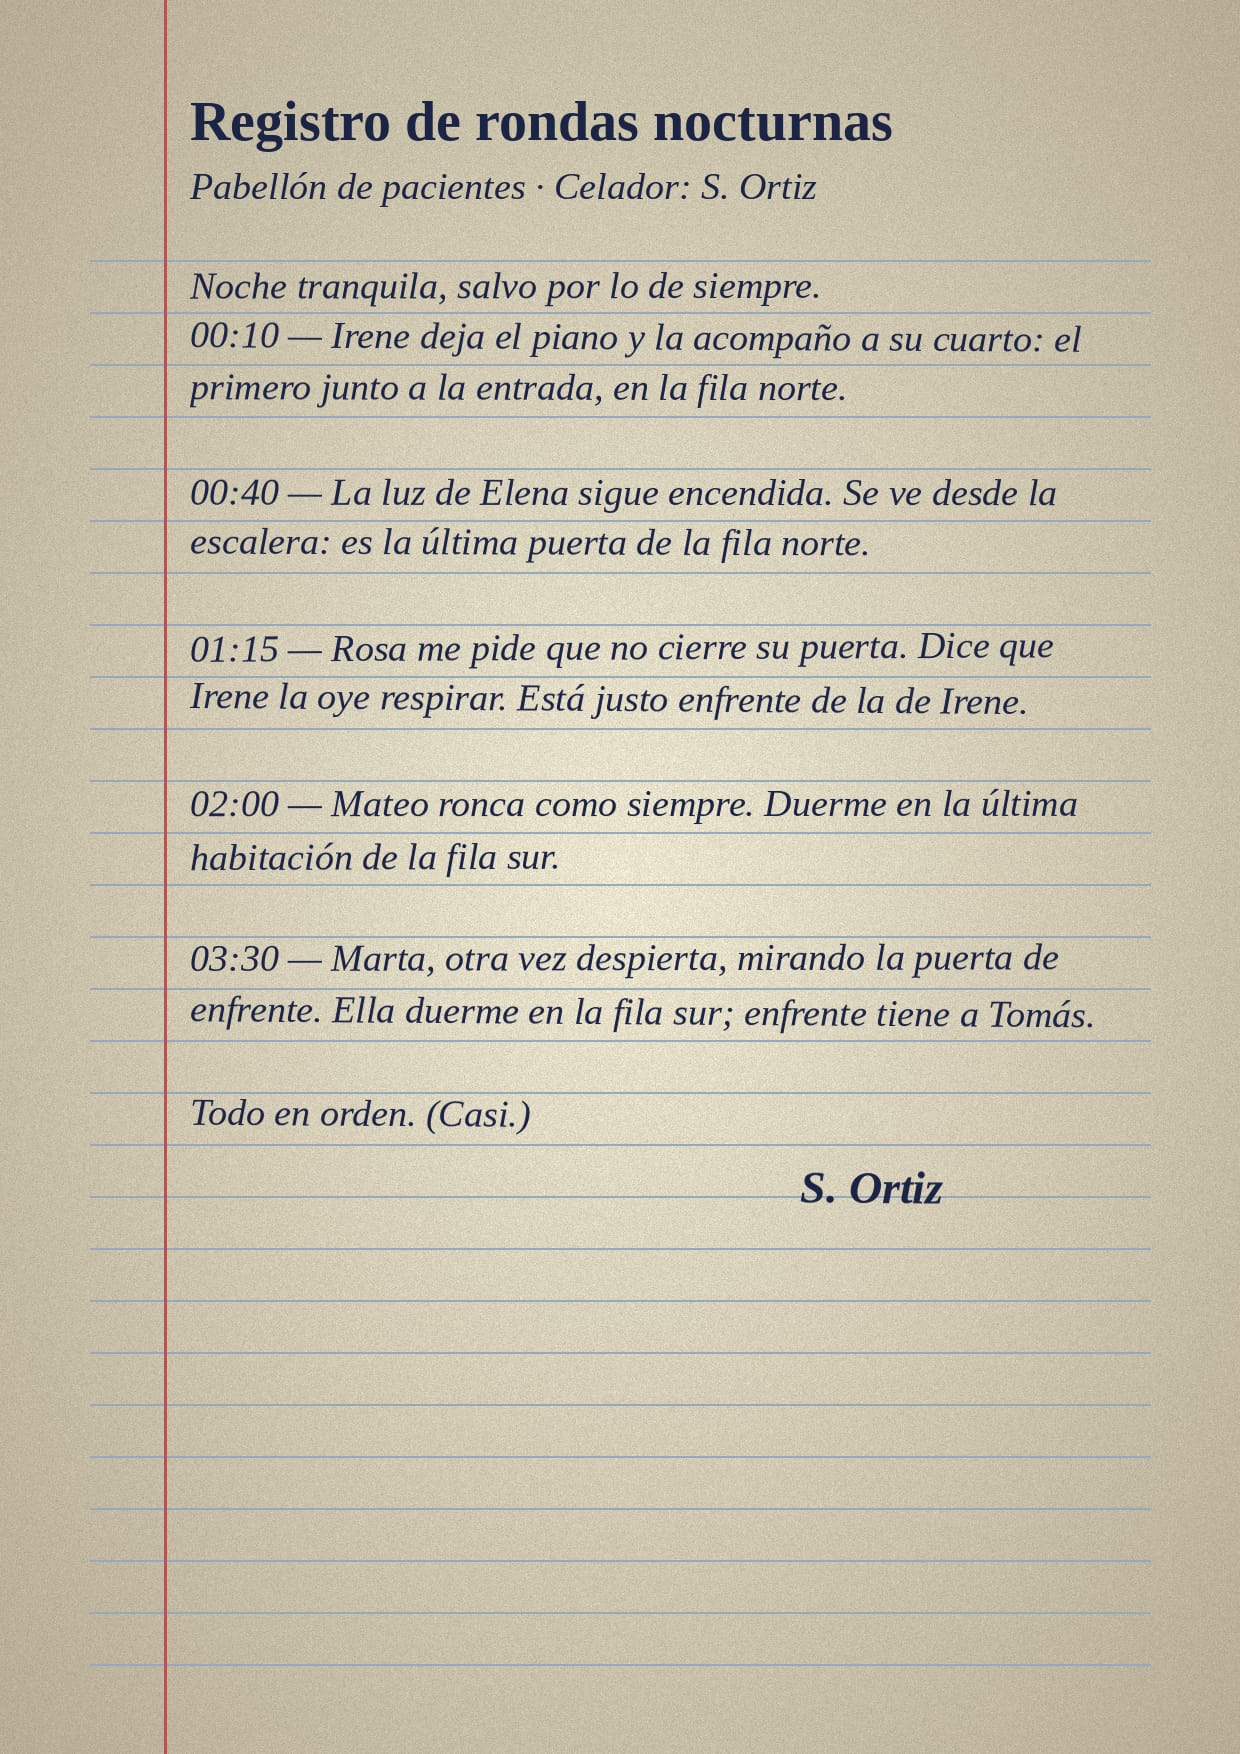 Registro de rondas nocturnas
Pabellón de pacientes · Celador: S. Ortiz
Noche tranquila, salvo por lo de siempre.
00:10 — Irene deja el piano y la acompaño a su cuarto: el
primero junto a la entrada, en la fila norte.
00:40 — La luz de Elena sigue encendida. Se ve desde la
escalera: es la última puerta de la fila norte.
01:15 — Rosa me pide que no cierre su puerta. Dice que
Irene la oye respirar. Está justo enfrente de la de Irene.
02:00 — Mateo ronca como siempre. Duerme en la última
habitación de la fila sur.
03:30 — Marta, otra vez despierta, mirando la puerta de
enfrente. Ella duerme en la fila sur; enfrente tiene a Tomás.
Todo en orden. (Casi.)
S. Ortiz